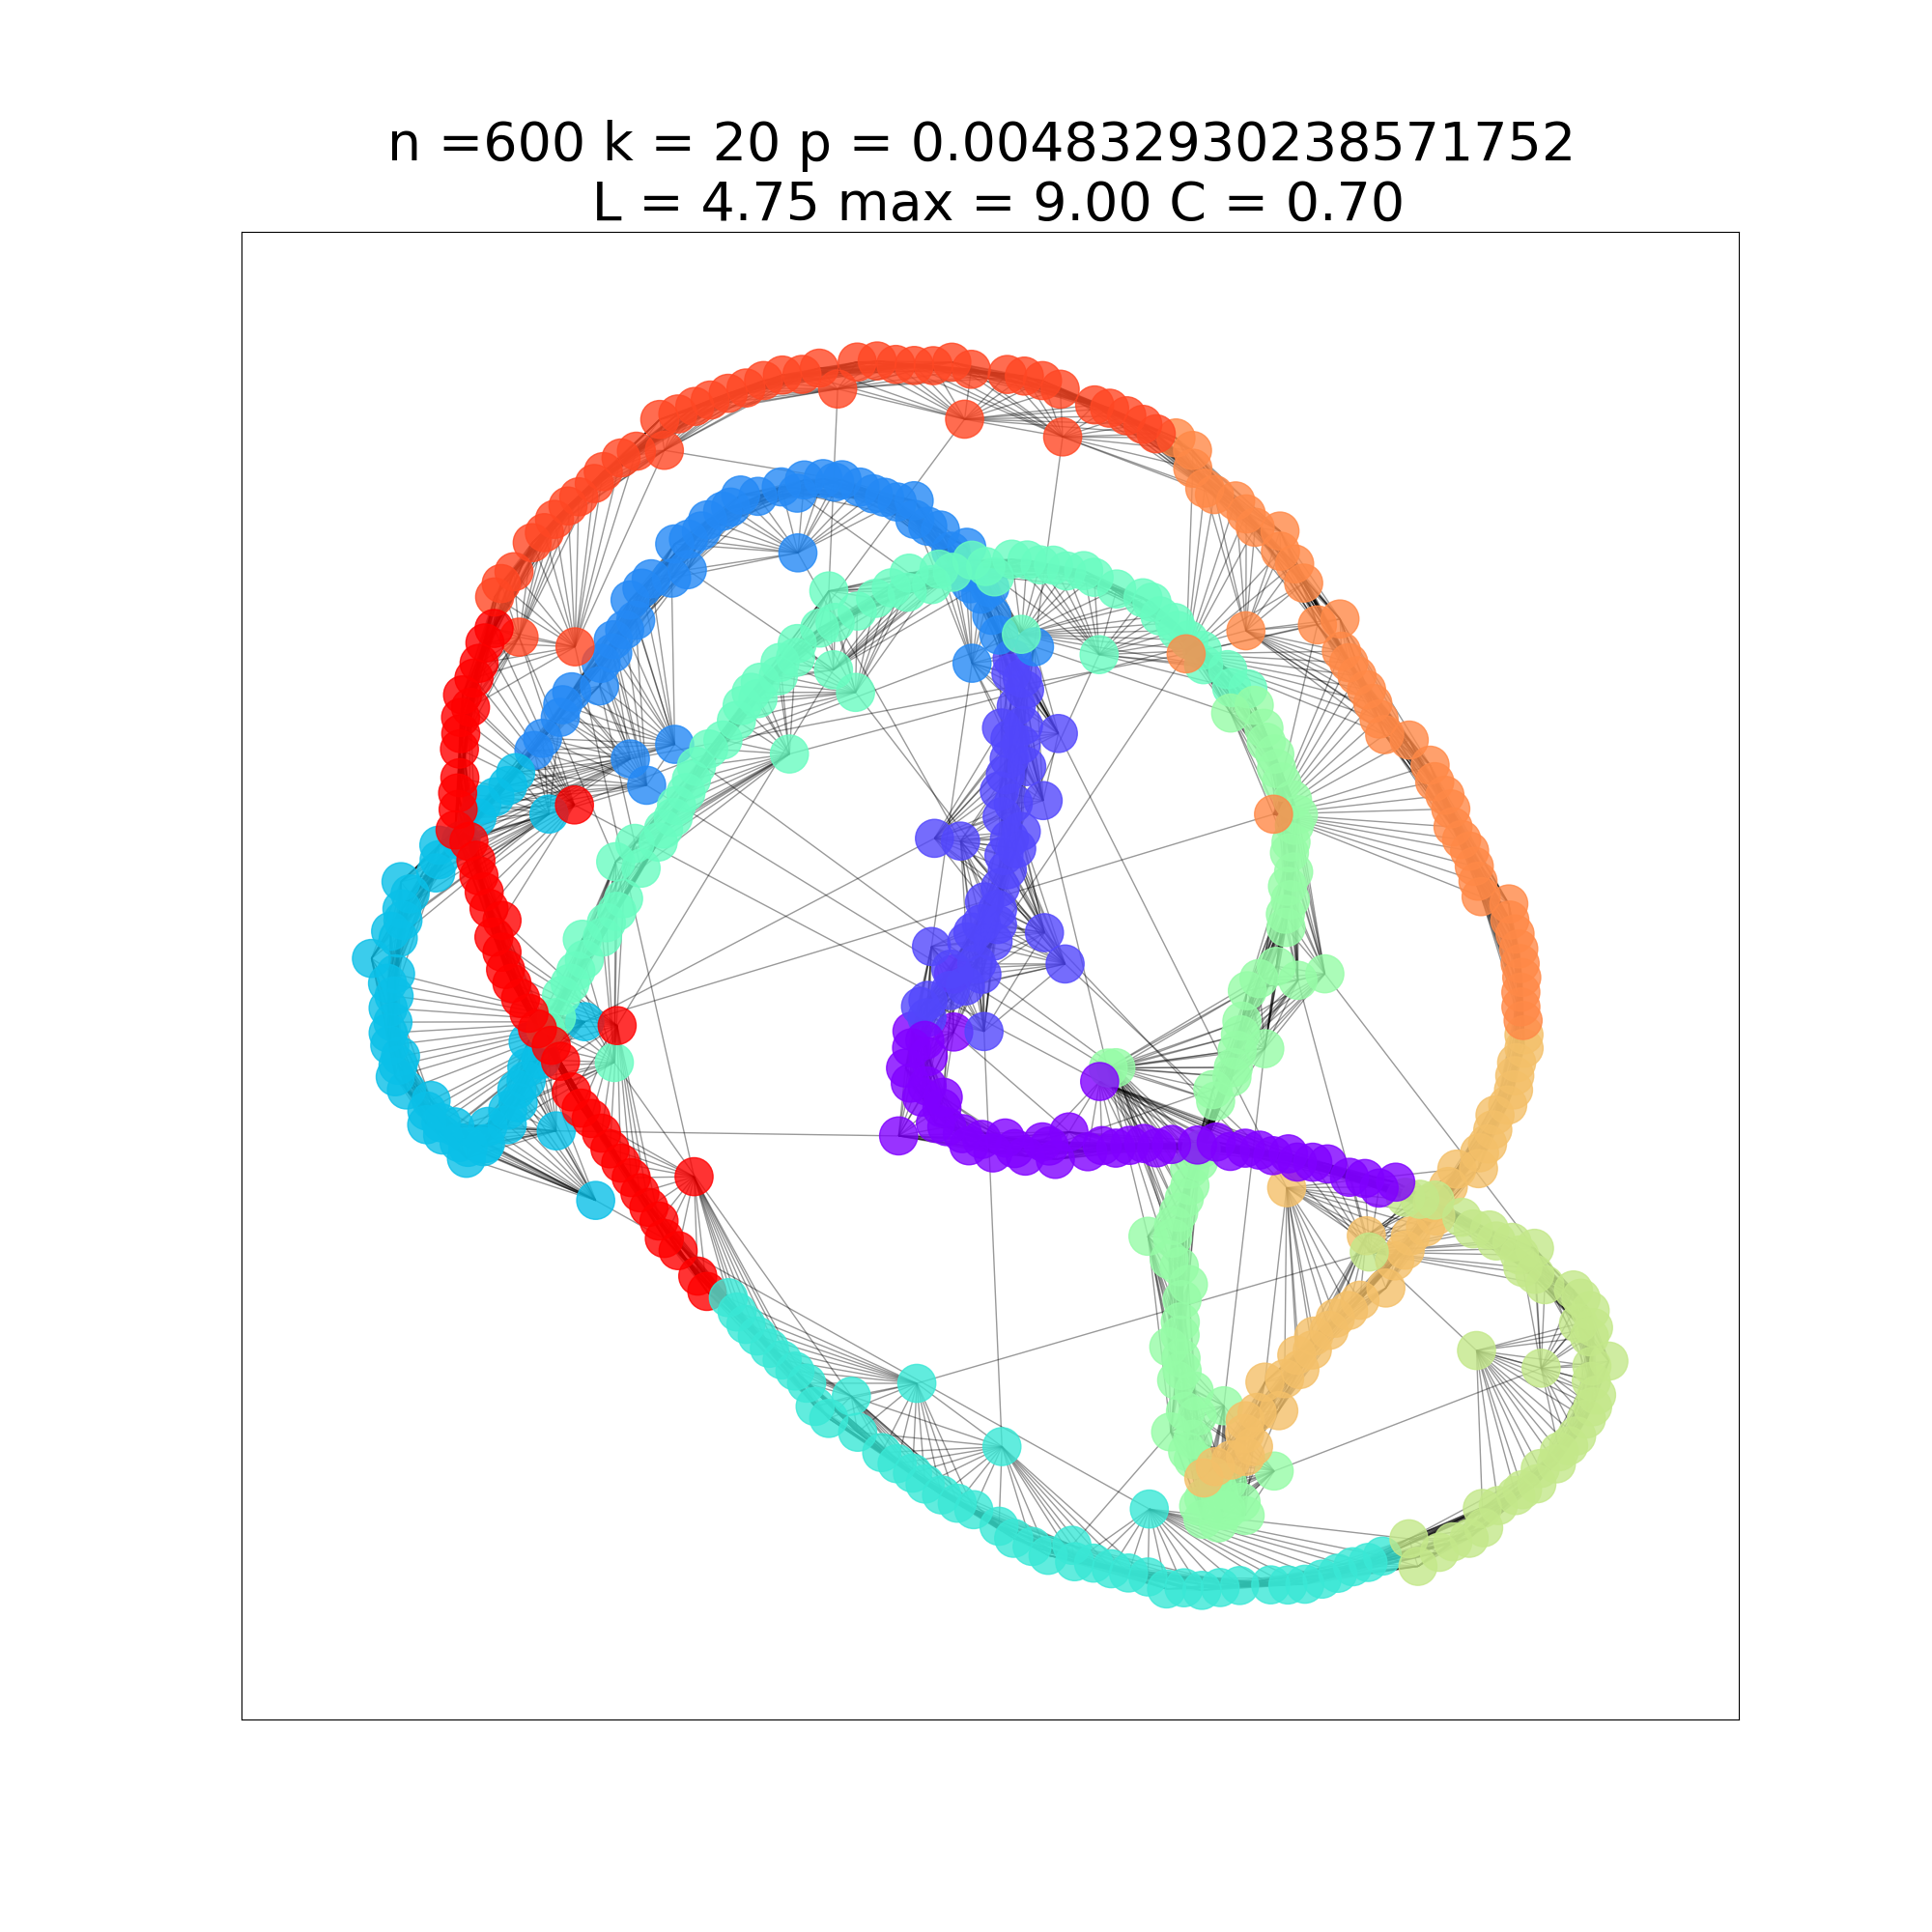 n =600 k = 20 p = 0.004832930238571752
L = 4.75 max = 9.00 C = 0.70